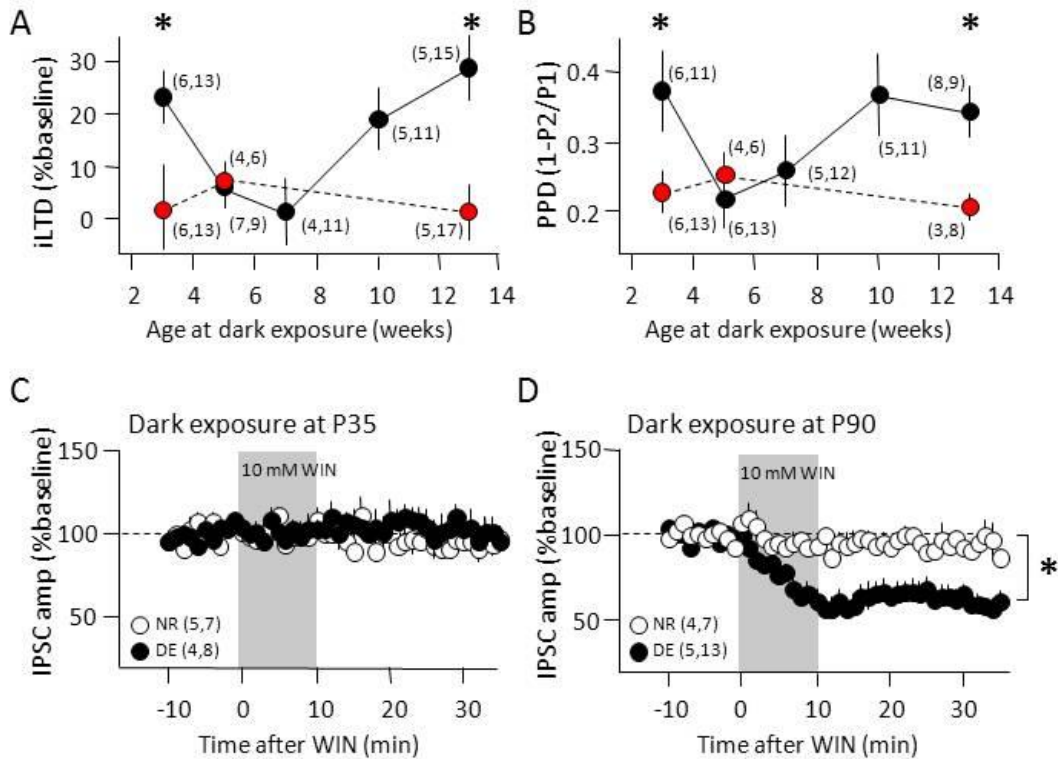 A
*
*
iLTD (%baseline)
30
20
10
0
(6,13)
(4,6)
(5,15)
(5,11)
(6,13)
(7,9)
(4,11)
(5,17)
2 4 6 8 10 12 14
Age at dark exposure (weeks)
B
*
*
PPD (1-P2/P1)
0.4
0.3
0.2
(6,11)
(4,6)
(8,9)
(5,11)
(5,12)
(6,13)
(6,13)
(3,8)
2 4 6 8 10 12 14
Age at dark exposure (weeks)
C
Dark exposure at P35
IPSC amp (%baseline)
150
100
50
10 mM WIN
NR (5,7)
DE (4,8)
-10 0 10 20 30
Time after WIN (min)
D
Dark exposure at P90
IPSC amp (%baseline)
150
100
50
10 mM WIN
*
NR (4,7)
DE (5,13)
-10 0 10 20 30
Time after WIN (min)